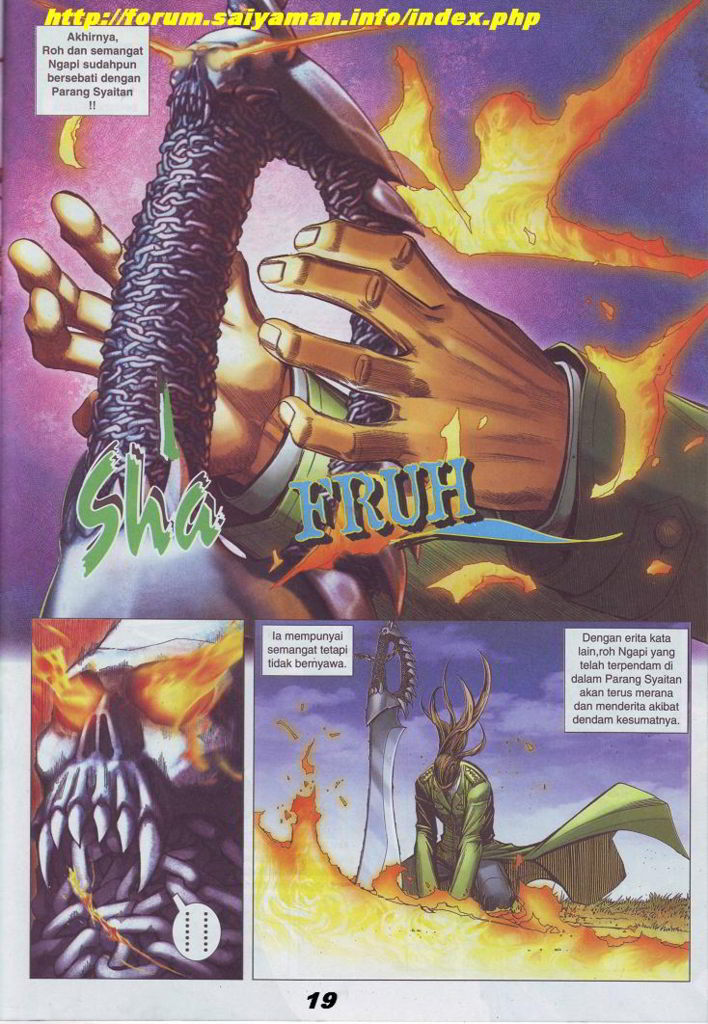 http://forum.saiyaman.info/index.php
Akhirnya,
Roh dan semangat
Ngapi sudahpun
bersebati dengan
Parang Syaitan
!!
Sha
FRUH
Ia mempunyai
semangat tetapi
tidak bernyawa.
Dengan erita kata
lain,roh Ngapi yang
telah terpendam di
dalam Parang Syaitan
akan terus merana
dan menderita akibat
dendam kesumatnya.
19